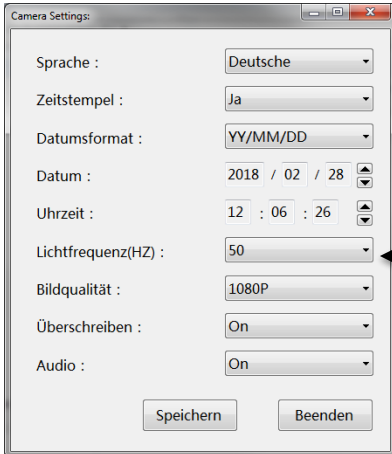 Camera Settings:
Sprache : Deutsche
Zeitstempel : Ja
Datumsformat : YY/MM/DD
Datum : 2018 / 02 / 28
Uhrzeit : 12 : 06 : 26
Lichtfrequenz(HZ) : 50
Bildqualität : 1080P
Überschreiben : On
Audio : On
Speichern Beenden